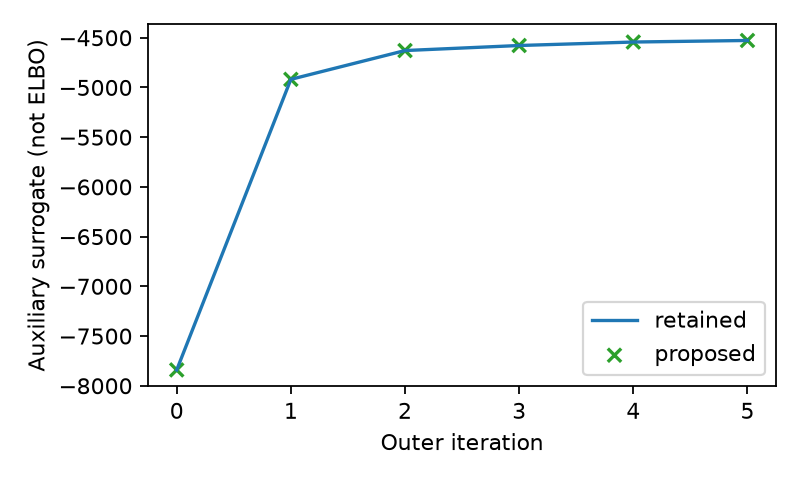 Auxiliary surrogate (not ELBO)
−4500
−5000
−5500
−6000
−6500
−7000
−7500
−8000
retained
proposed
0 1 2 3 4 5
Outer iteration